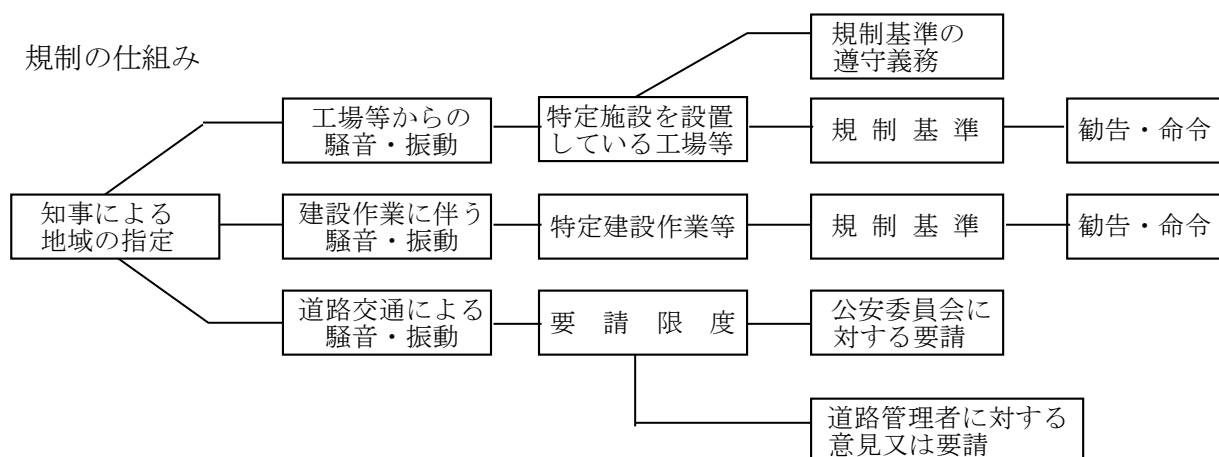 規制の仕組み
規制基準の
遵守義務
工場等からの
騒音・振動
特定施設を設置
している工場等
規制基準
勧告・命令
知事による
地域の指定
建設作業に伴う
騒音・振動
特定建設作業等
規制基準
勧告・命令
道路交通による
騒音・振動
要請限度
公安委員会に
対する要請
道路管理者に対する
意見又は要請